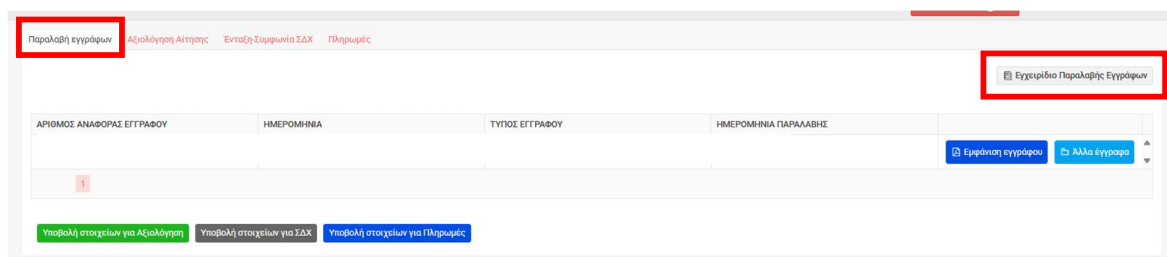 Παραλαβή εγγράφων Αξιολόγηση Αίτησης Ένταξη-Συμφωνία ΣΔΧ Πληρωμές
Εγχειρίδιο Παραλαβής Εγγράφων
ΑΡΙΘΜΟΣ ΑΝΑΦΟΡΑΣ ΕΓΓΡΑΦΟΥ ΗΜΕΡΟΜΗΝΙΑ ΤΥΠΟΣ ΕΓΓΡΑΦΟΥ ΗΜΕΡΟΜΗΝΙΑ ΠΑΡΑΛΑΒΗΣ
Εμφάνιση εγγράφου Άλλα έγγραφα
1
Υποβολή στοιχείων για Αξιολόγηση Υποβολή στοιχείων για ΣΔΧ Υποβολή στοιχείων για Πληρωμές